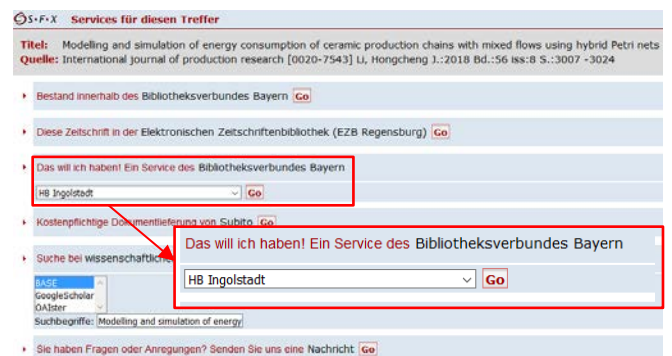 S·F·X Services für diesen Treffer
Titel: Modelling and simulation of energy consumption of ceramic production chains with mixed flows using hybrid Petri nets
Quelle: International journal of production research [0020-7543] Li, Hongcheng J.:2018 Bd.:56 iss:8 S.:3007 -3024
Bestand innerhalb des Bibliotheksverbundes Bayern Go
Diese Zeitschrift in der Elektronischen Zeitschriftenbibliothek (EZB Regensburg) Go
Das will ich haben! Ein Service des Bibliotheksverbundes Bayern
HB Ingolstadt Go
Kostenpflichtige Dokumentlieferung von Subito Go
Das will ich haben! Ein Service des Bibliotheksverbundes Bayern
HB Ingolstadt Go
Suche bei wissenschaftliche
BASE
GoogleScholar
OAIster
Suchbegriffe: Modelling and simulation of energy
Sie haben Fragen oder Anregungen? Senden Sie uns eine Nachricht Go